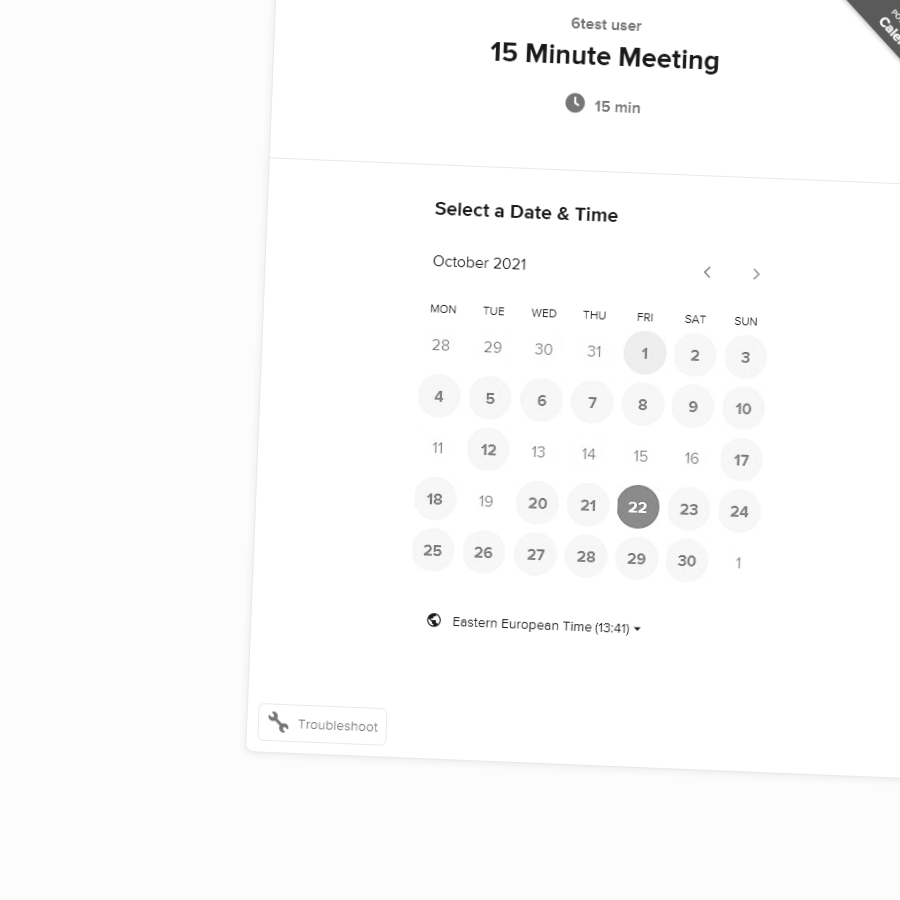 6test user
15 Minute Meeting
15 min
Select a Date & Time
October 2021
MON TUE WED THU FRI SAT SUN
28 29 30 31 1 2 3
4 5 6 7 8 9 10
11 12 13 14 15 16 17
18 19 20 21 22 23 24
25 26 27 28 29 30 1
Eastern European Time (13:41)
Troubleshoot